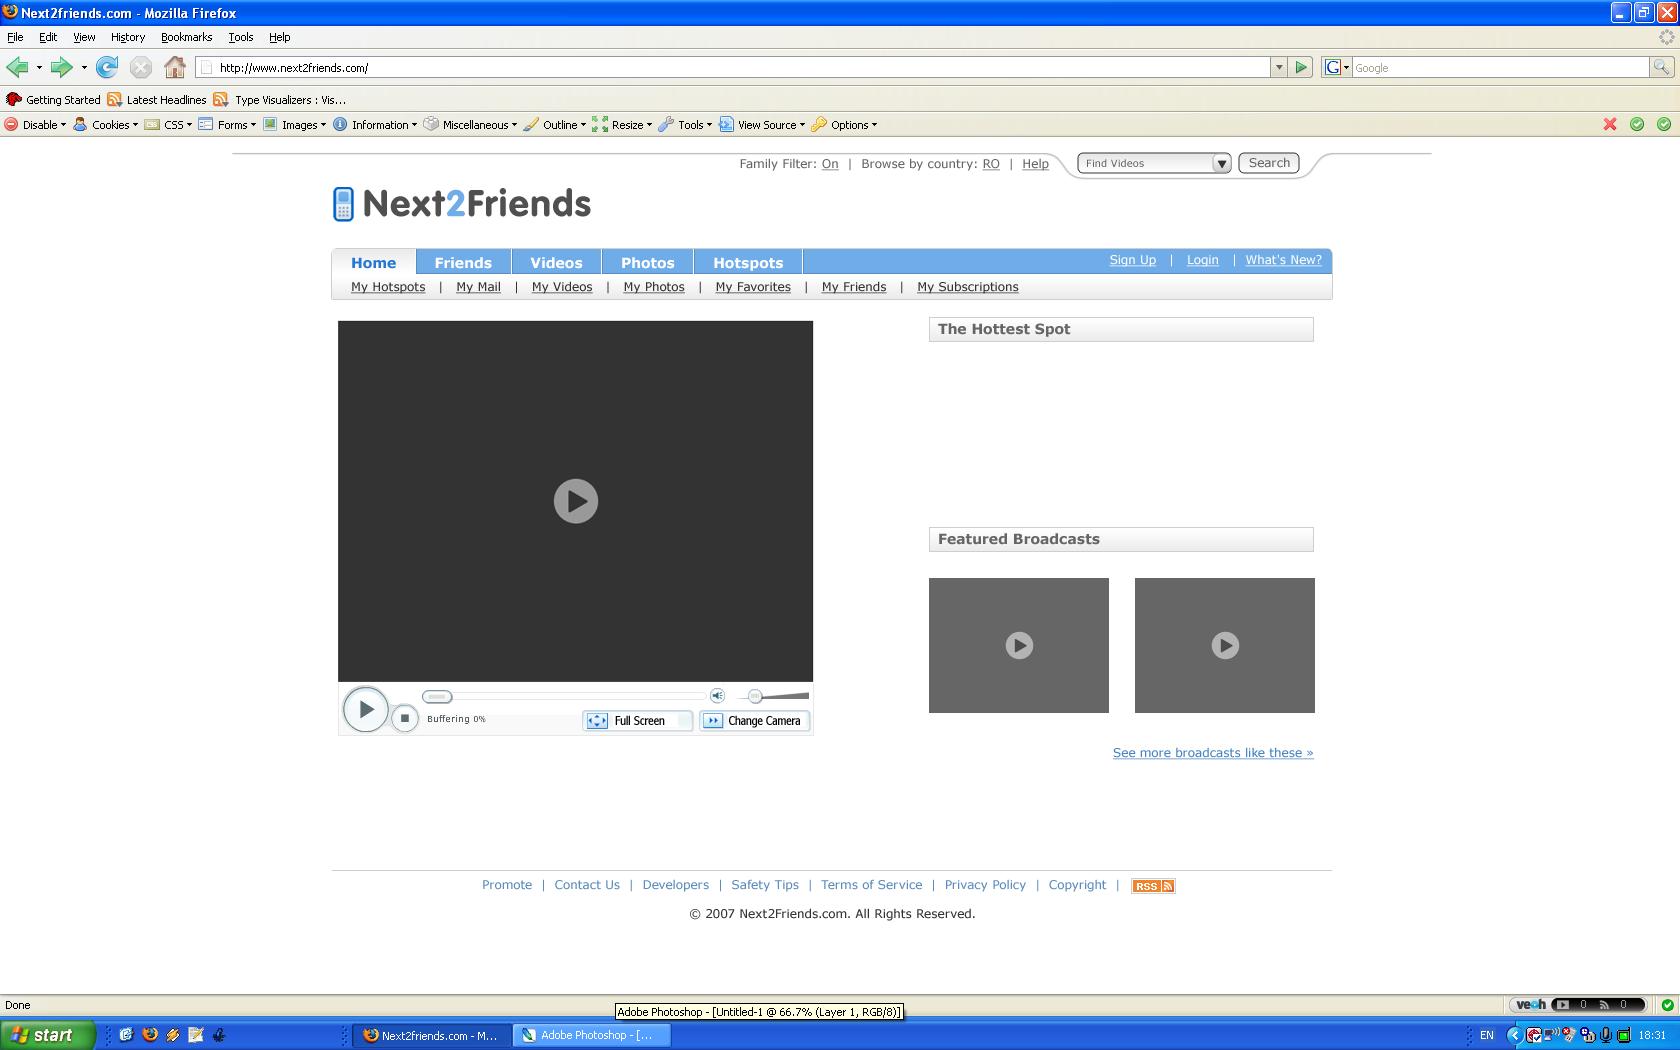 Next2friends.com - Mozilla Firefox
File Edit View History Bookmarks Tools Help
http://www.next2friends.com/ G Google
Getting Started Latest Headlines Type Visualizers : Vis...
Disable Cookies CSS Forms Images Information Miscellaneous Outline Resize Tools View Source Options
Family Filter: On | Browse by country: RO | Help Find Videos Search
Next2Friends
Home Friends Videos Photos Hotspots Sign Up | Login | What's New?
My Hotspots | My Mail | My Videos | My Photos | My Favorites | My Friends | My Subscriptions
The Hottest Spot
Featured Broadcasts
Buffering 0% Full Screen Change Camera
See more broadcasts like these »
Promote | Contact Us | Developers | Safety Tips | Terms of Service | Privacy Policy | Copyright | RSS
© 2007 Next2Friends.com. All Rights Reserved.
Done veoh 0 0
Adobe Photoshop - [Untitled-1 @ 66.7% (Layer 1, RGB/8)]
start Next2friends.com - M... Adobe Photoshop - [... EN 18:31